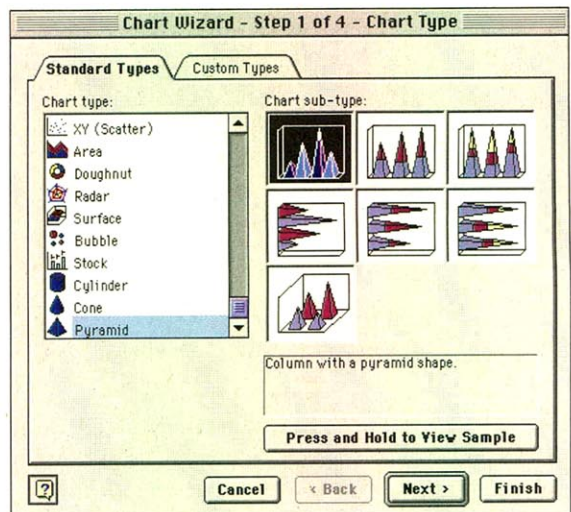 Chart Wizard - Step 1 of 4 - Chart Type
Standard Types
Custom Types
Chart type:
XY (Scatter)
Area
Doughnut
Radar
Surface
Bubble
Stock
Cylinder
Cone
Pyramid
Chart sub-type:
Column with a pyramid shape.
Press and Hold to View Sample
?
Cancel
< Back
Next >
Finish